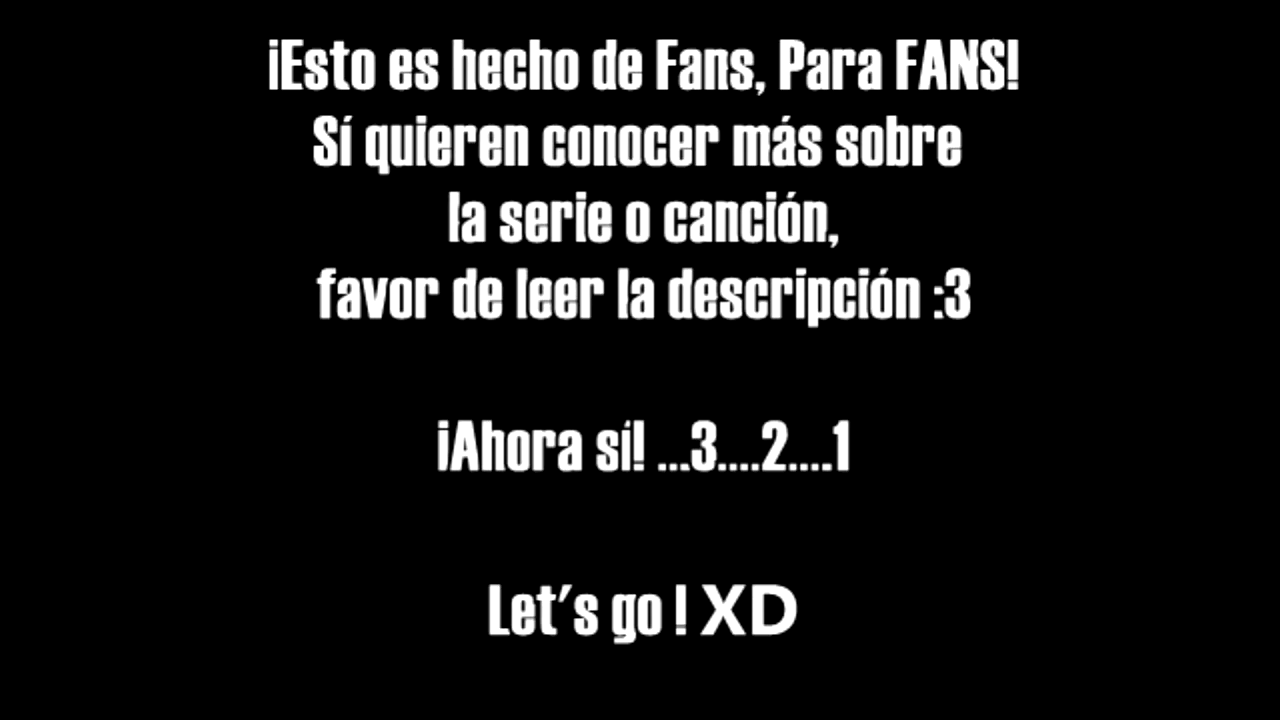 ¡Esto es hecho de Fans, Para FANS!
Sí quieren conocer más sobre
la serie o canción,
favor de leer la descripción :3
¡Ahora sí! ...3....2....1
Let's go ! XD